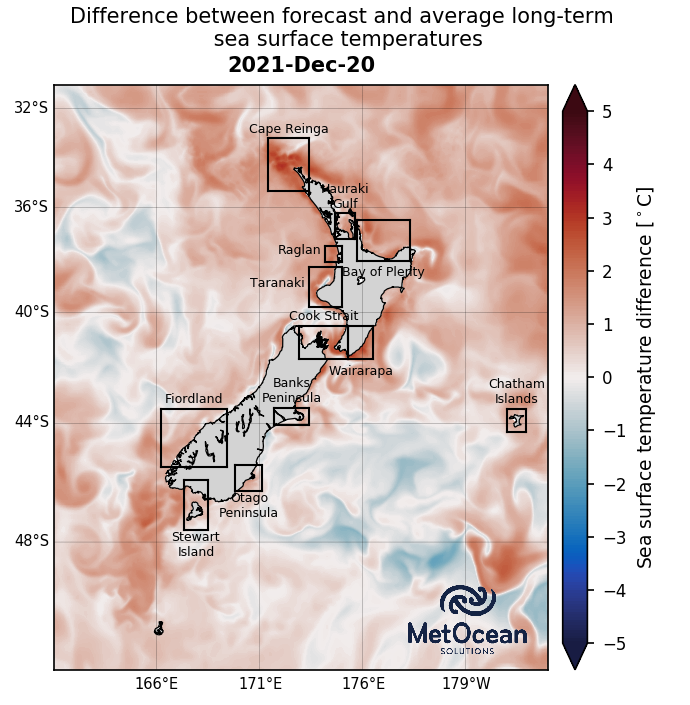 Difference between forecast and average long-term
sea surface temperatures
2021-Dec-20
32°S
36°S
40°S
44°S
48°S
166°E
171°E
176°E
179°W
Cape Reinga
Hauraki
Gulf
Raglan
Bay of Plenty
Taranaki
Cook Strait
Wairarapa
Banks
Peninsula
Fiordland
Chatham
Islands
Otago
Peninsula
Stewart
Island
MetOcean
SOLUTIONS
5
4
3
2
1
0
−1
−2
−3
−4
−5
Sea surface temperature difference [°C]